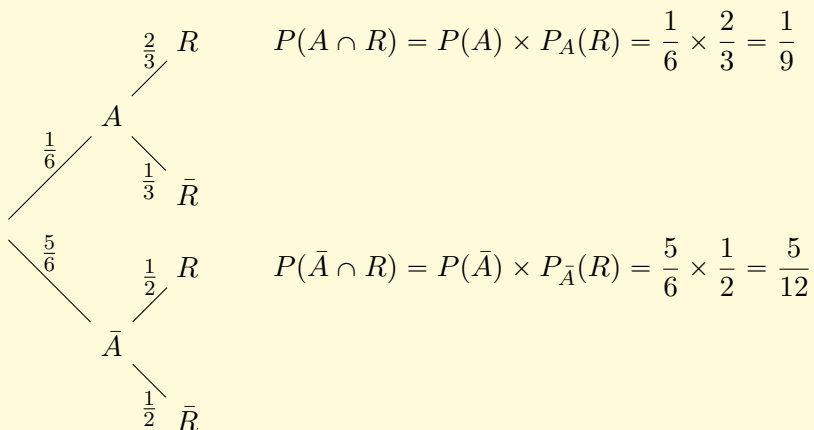 2/3 R P(A ∩ R) = P(A) × P_A(R) = 1/6 × 2/3 = 1/9
A
1/6
1/3 R̄
5/6
1/2 R P(Ā ∩ R) = P(Ā) × P_Ā(R) = 5/6 × 1/2 = 5/12
Ā
1/2 R̄